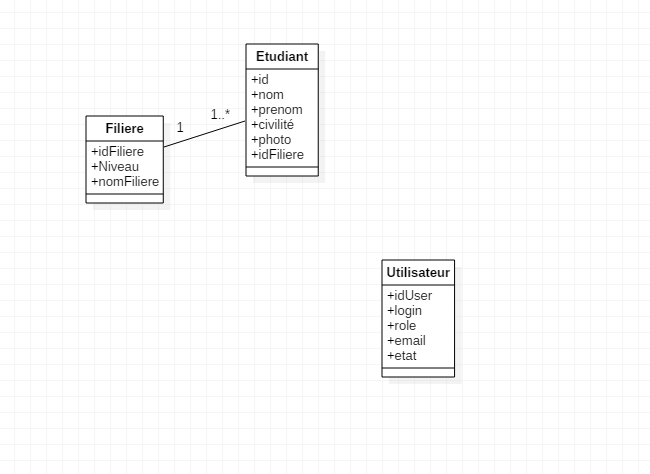 Etudiant
+id
+nom
+prenom
+civilité
+photo
+idFiliere
1..*
1
Filiere
+idFiliere
+Niveau
+nomFiliere
Utilisateur
+idUser
+login
+role
+email
+etat